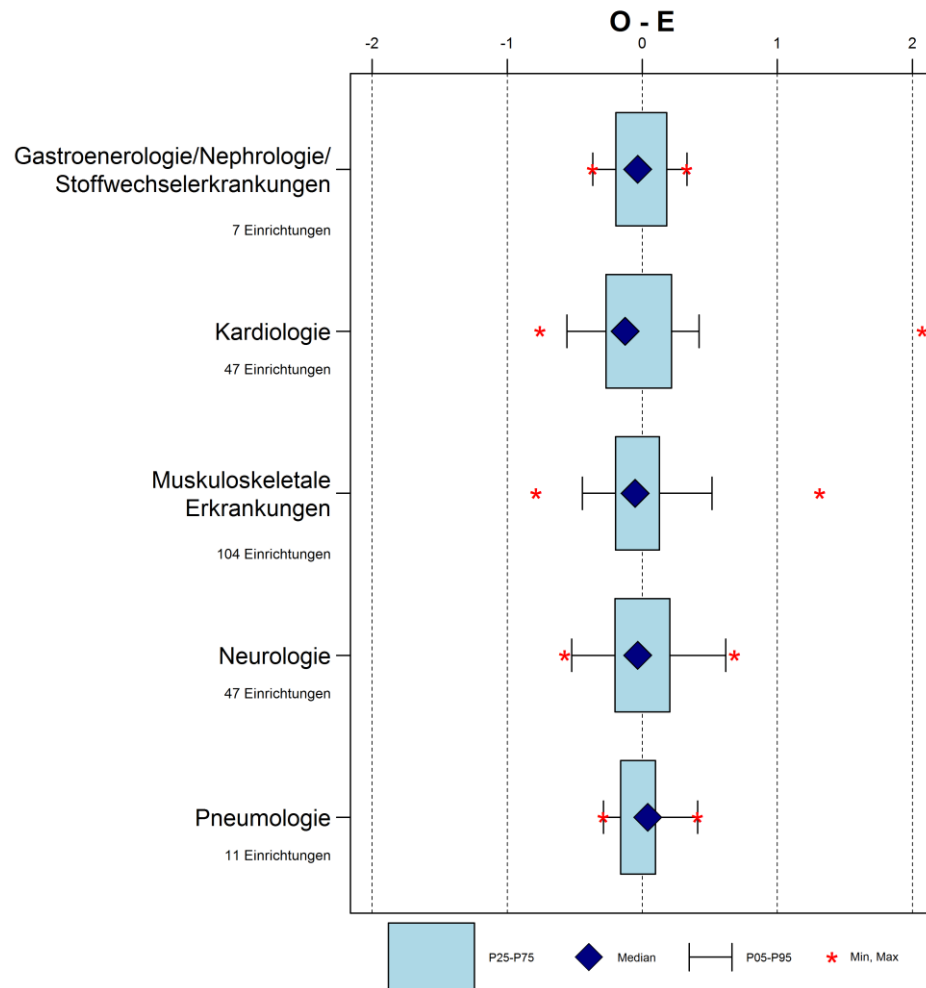 O - E
-2 -1 0 1 2
Gastroenerologie/Nephrologie/
Stoffwechselerkrankungen
7 Einrichtungen
Kardiologie
47 Einrichtungen
Muskuloskeletale
Erkrankungen
104 Einrichtungen
Neurologie
47 Einrichtungen
Pneumologie
11 Einrichtungen
P25-P75 Median P05-P95 Min, Max